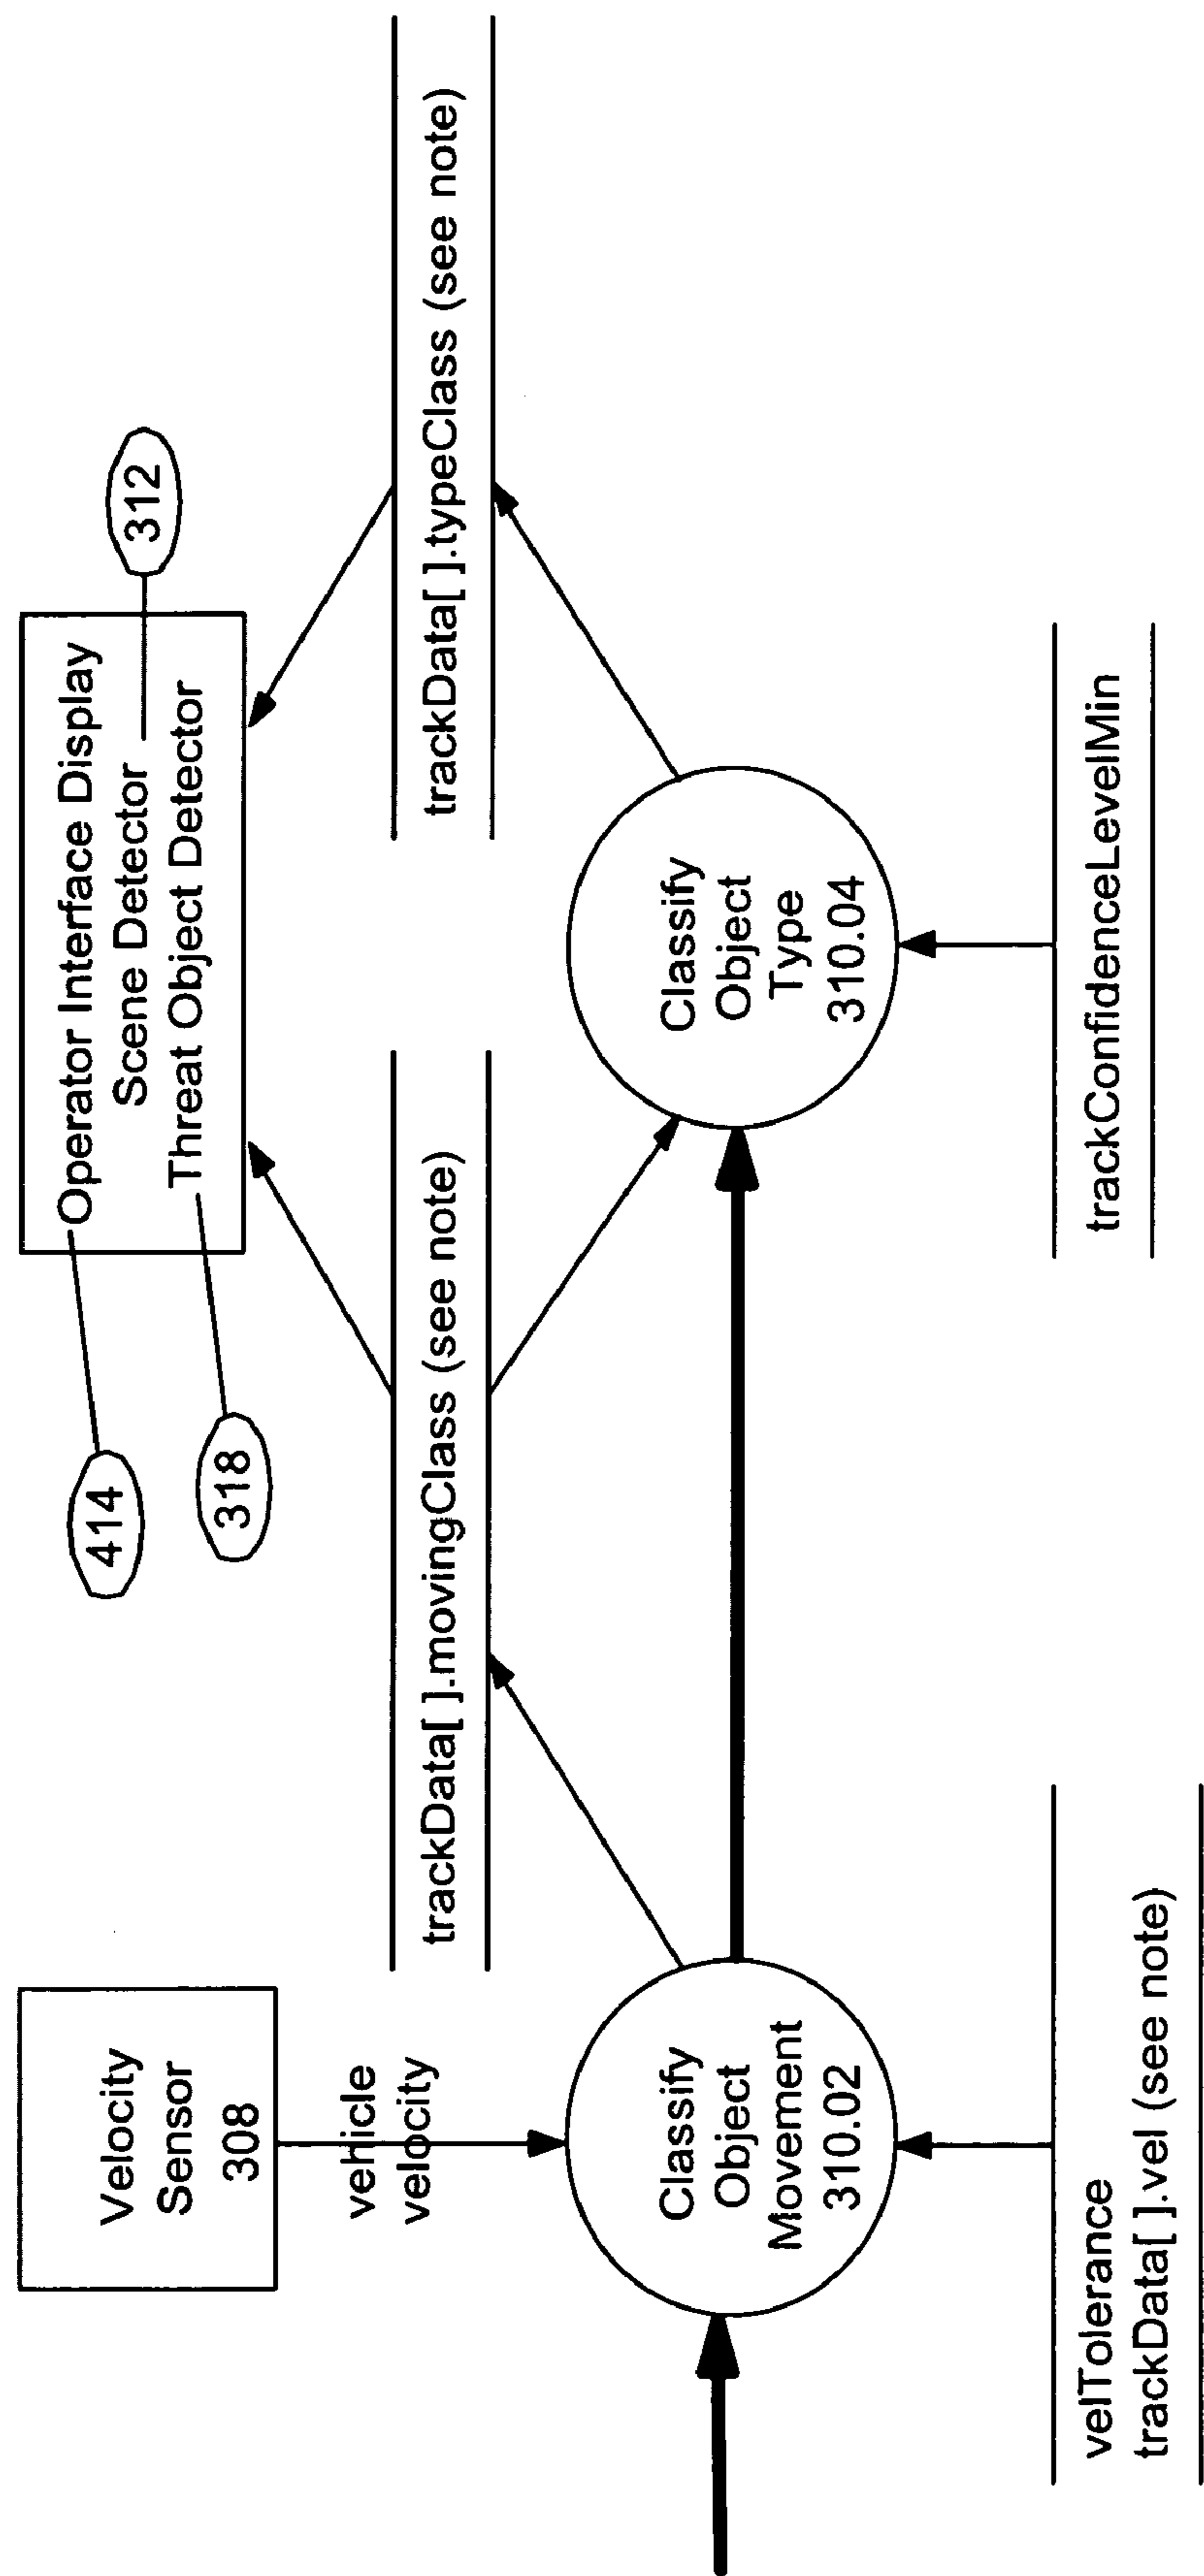 Velocity
Sensor
308
414
Operator Interface Display
Scene Detector
Threat Object Detector
312
318
vehicle
velocity
trackData[ ].movingClass (see note)
trackData[ ].typeClass (see note)
Classify
Object
Movement
310.02
Classify
Object
Type
310.04
velTolerance
trackData[ ].vel (see note)
trackConfidenceLevelMin